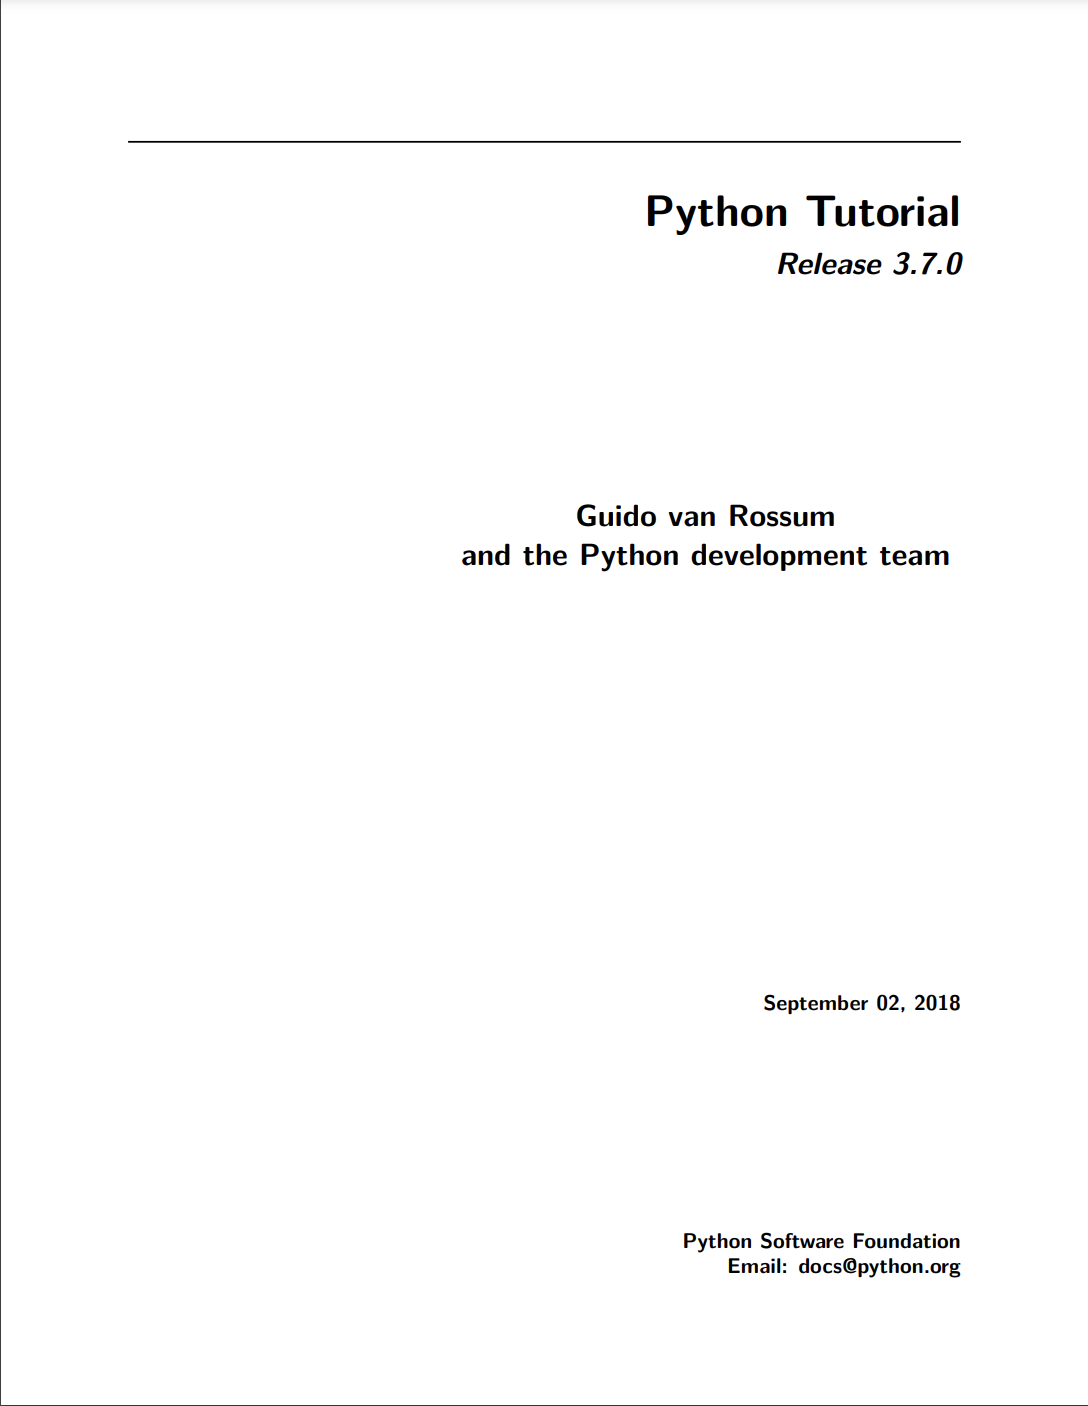 Python Tutorial
Release 3.7.0
Guido van Rossum
and the Python development team
September 02, 2018
Python Software Foundation
Email: docs@python.org